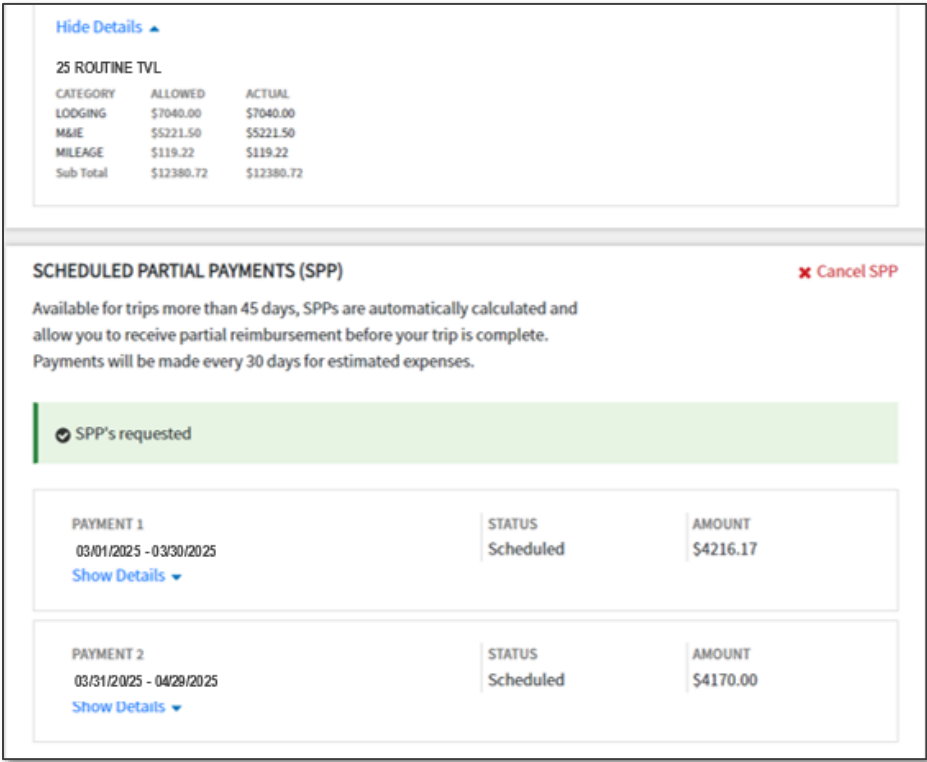 Hide Details
25 ROUTINE TVL
CATEGORY ALLOWED ACTUAL
LODGING $7040.00 $7040.00
M&IE $5221.50 $5221.50
MILEAGE $119.22 $119.22
Sub Total $12380.72 $12380.72
SCHEDULED PARTIAL PAYMENTS (SPP)
Cancel SPP
Available for trips more than 45 days, SPPs are automatically calculated and
allow you to receive partial reimbursement before your trip is complete.
Payments will be made every 30 days for estimated expenses.
SPP's requested
PAYMENT 1 STATUS AMOUNT
03/01/2025 - 03/30/2025 Scheduled $4216.17
Show Details
PAYMENT 2 STATUS AMOUNT
03/31/2025 - 04/29/2025 Scheduled $4170.00
Show Details